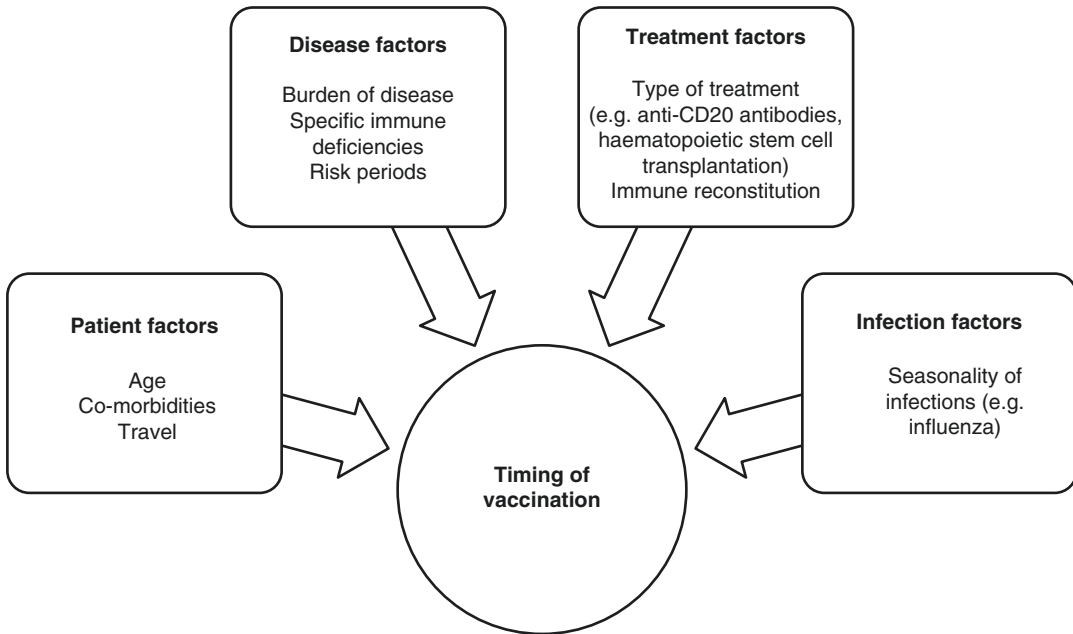 Disease factors
Burden of disease
Specific immune
deficiencies
Risk periods
Treatment factors
Type of treatment
(e.g. anti-CD20 antibodies,
haematopoietic stem cell
transplantation)
Immune reconstitution
Patient factors
Age
Co-morbidities
Travel
Infection factors
Seasonality of
infections (e.g.
influenza)
Timing of
vaccination